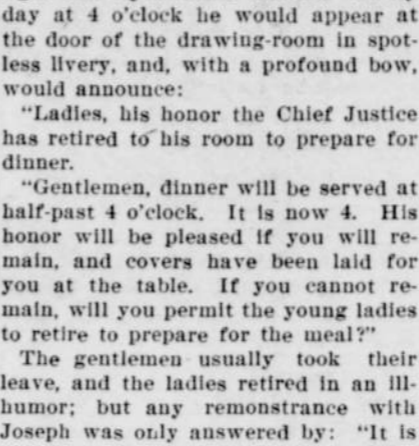 day at 4 o'clock he would appear at
the door of the drawing-room in spot-
less livery, and, with a profound bow,
would announce:
"Ladies, his honor the Chief Justice
has retired to his room to prepare for
dinner.
"Gentlemen, dinner will be served at
half-past 4 o'clock. It is now 4. His
honor will be pleased if you will re-
main, and covers have been laid for
you at the table. If you cannot re-
main, will you permit the young ladies
to retire to prepare for the meal?"
The gentlemen usually took their
leave, and the ladies retired in an ill-
humor; but any remonstrance with
Joseph was only answered by: "It is